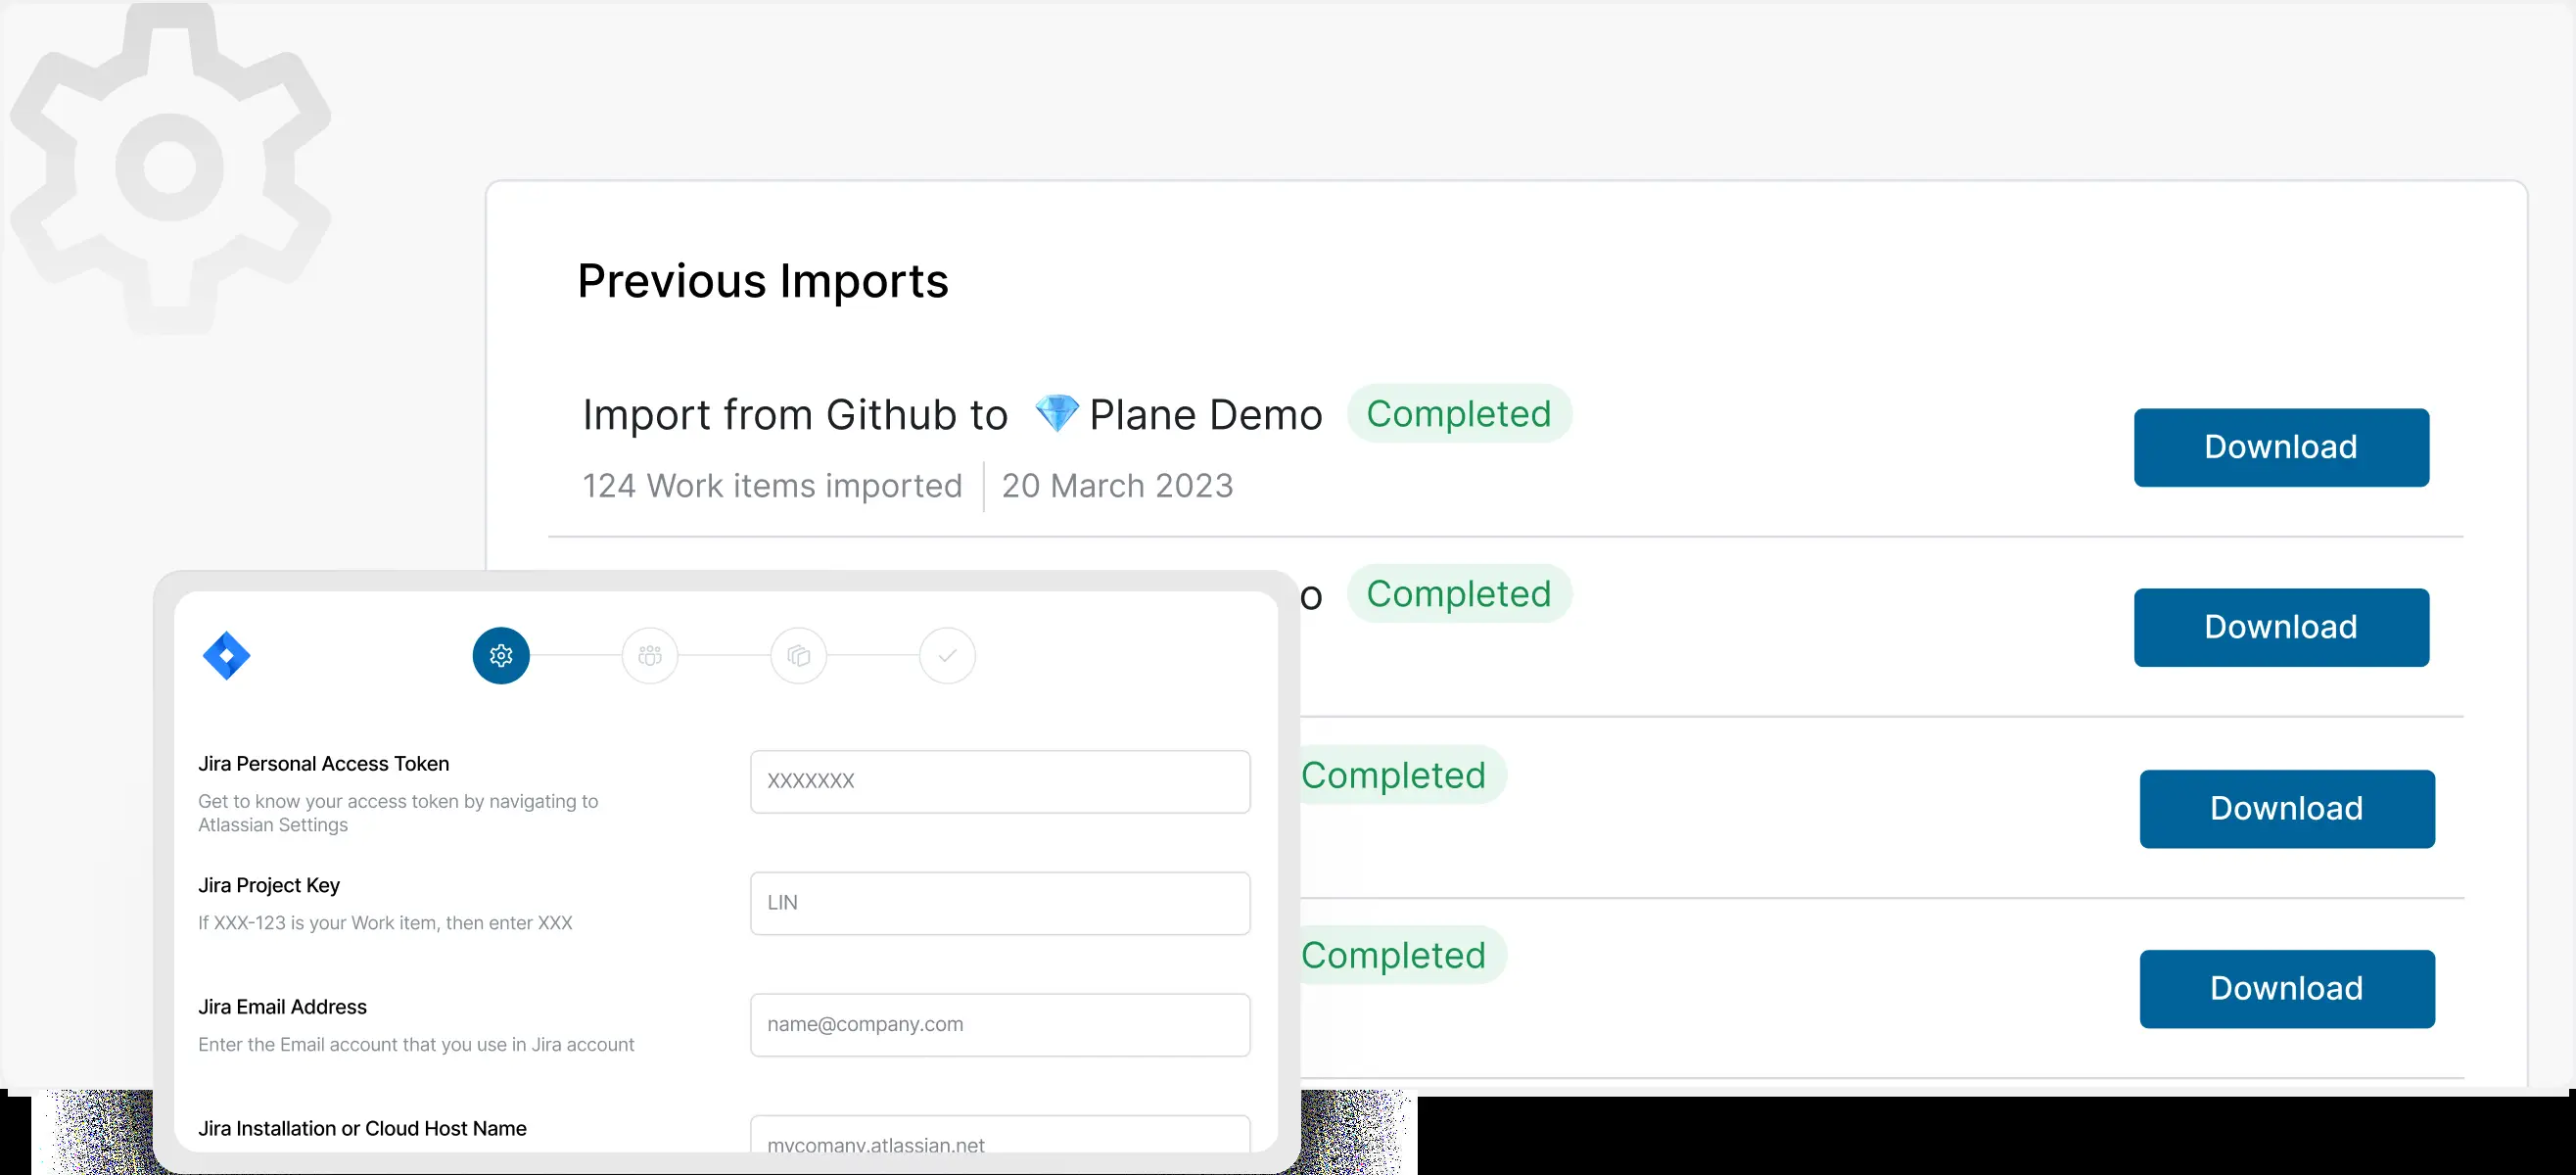 Previous Imports
Import from Github to 💎 Plane Demo Completed
Download
124 Work items imported 20 March 2023
o Completed
Download
Completed
Download
Completed
Download
Jira Personal Access Token
XXXXXXX
Get to know your access token by navigating to
Atlassian Settings
Jira Project Key
LIN
If XXX-123 is your Work item, then enter XXX
Jira Email Address
name@company.com
Enter the Email account that you use in Jira account
Jira Installation or Cloud Host Name
mycomany.atlassian.net